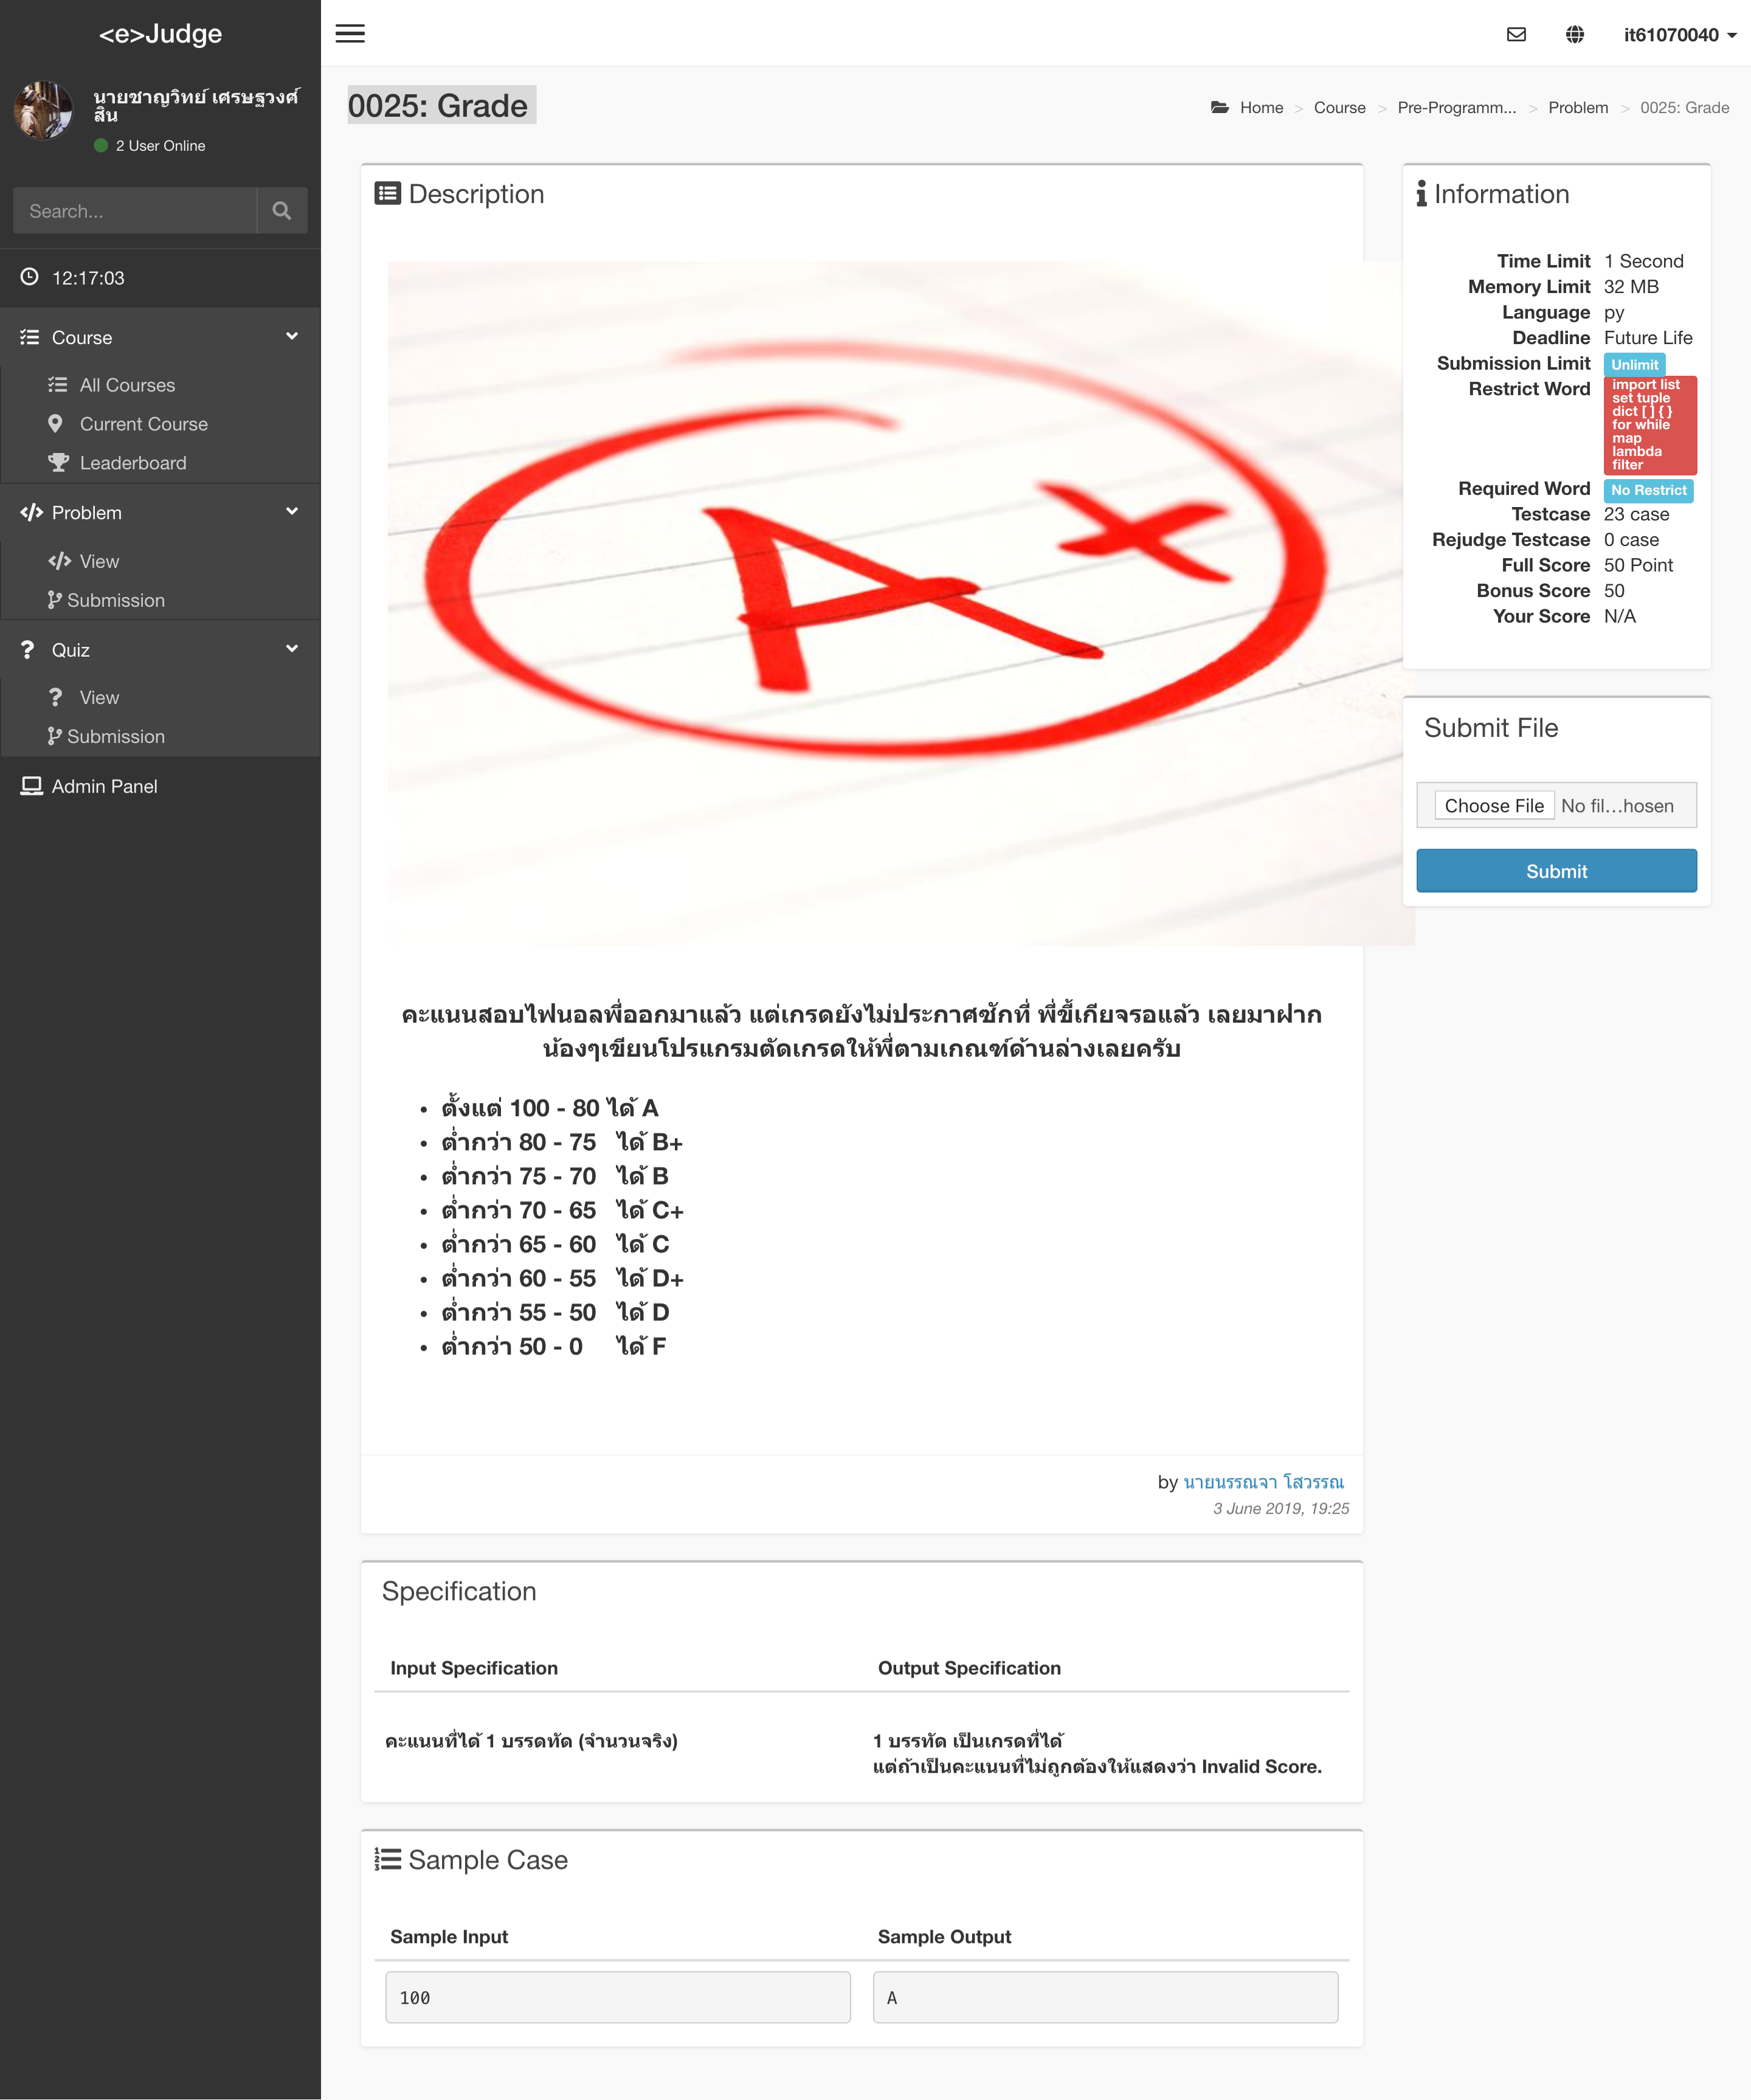 <e>Judge
นายชาญวิทย์ เศรษฐวงศ์
สิน
2 User Online
Search...
12:17:03
Course
All Courses
Current Course
Leaderboard
Problem
View
Submission
Quiz
View
Submission
Admin Panel
it61070040
0025: Grade
Home > Course > Pre-Programm... > Problem > 0025: Grade
Description
A+
คะแนนสอบไฟนอลพี่ออกมาแล้ว แต่เกรดยังไม่ประกาศซักที่ พี่ขี้เกียจรอแล้ว เลยมาฝาก
น้องๆเขียนโปรแกรมตัดเกรดให้พี่ตามเกณฑ์ด้านล่างเลยครับ
• ตั้งแต่ 100 - 80 ได้ A
• ต่ำกว่า 80 - 75 ได้ B+
• ต่ำกว่า 75 - 70 ได้ B
• ต่ำกว่า 70 - 65 ได้ C+
• ต่ำกว่า 65 - 60 ได้ C
• ต่ำกว่า 60 - 55 ได้ D+
• ต่ำกว่า 55 - 50 ได้ D
• ต่ำกว่า 50 - 0 ได้ F
by นายนรรณจา โสวรรณ
3 June 2019, 19:25
Information
Time Limit 1 Second
Memory Limit 32 MB
Language py
Deadline Future Life
Submission Limit Unlimit
Restrict Word import list
set tuple
dict [ ] { }
for while
map
lambda
filter
Required Word No Restrict
Testcase 23 case
Rejudge Testcase 0 case
Full Score 50 Point
Bonus Score 50
Your Score N/A
Submit File
Choose File No fil...hosen
Submit
Specification
Input Specification Output Specification
คะแนนที่ได้ 1 บรรดทัด (จำนวนจริง)
1 บรรทัด เป็นเกรดที่ได้
แต่ถ้าเป็นคะแนนที่ไม่ถูกต้องให้แสดงว่า Invalid Score.
Sample Case
Sample Input Sample Output
100 A